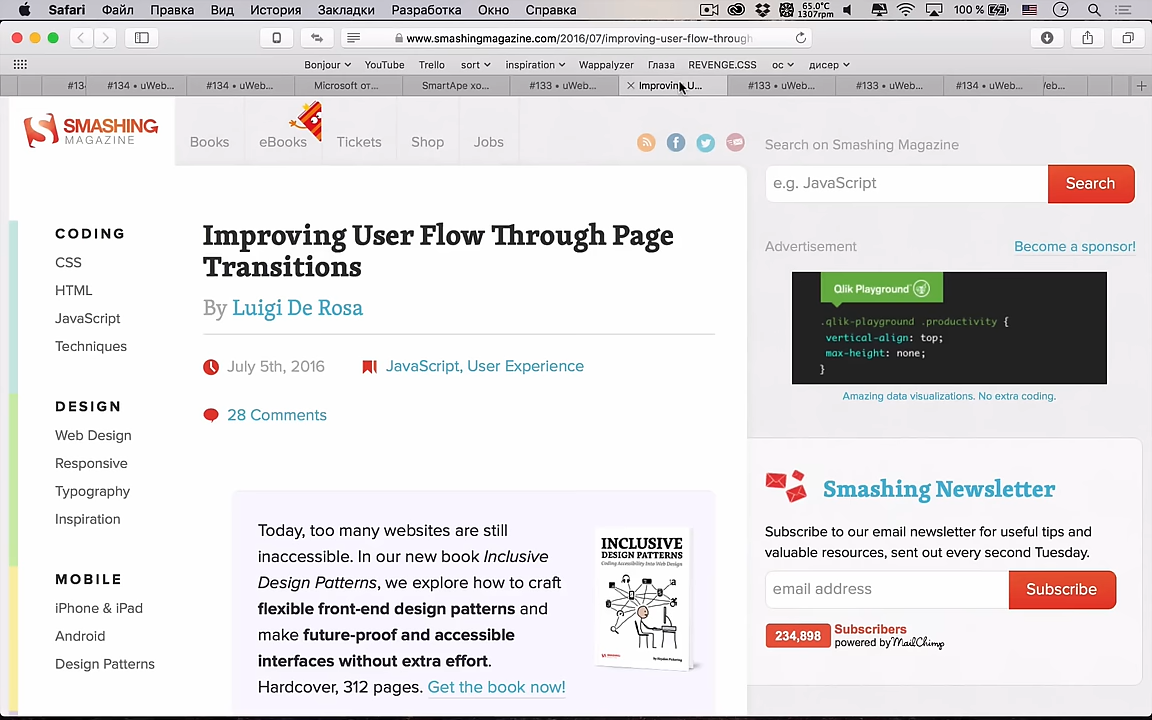 Safari Файл Правка Вид История Закладки Разработка Окно Справка 65.0°C 1307rpm 100 %
www.smashingmagazine.com/2016/07/improving-user-flow-through
Bonjour YouTube Trello sort inspiration Wappalyzer Глаза REVENGE.CSS ос дисер
#13 #134 • uWeb... #134 • uWeb... Microsoft от... SmartApe хо... #133 • uWeb... Improving U... #133 • uWeb... #133 • uWeb... #134 • uWeb... Veb...
SMASHING
MAGAZINE
Books eBooks Tickets Shop Jobs
Search on Smashing Magazine
e.g. JavaScript Search
CODING
CSS
HTML
JavaScript
Techniques
DESIGN
Web Design
Responsive
Typography
Inspiration
MOBILE
iPhone & iPad
Android
Design Patterns
Improving User Flow Through Page
Transitions
By Luigi De Rosa
July 5th, 2016 JavaScript, User Experience
28 Comments
Today, too many websites are still
inaccessible. In our new book Inclusive
Design Patterns, we explore how to craft
flexible front-end design patterns and
make future-proof and accessible
interfaces without extra effort.
Hardcover, 312 pages. Get the book now!
INCLUSIVE
DESIGN PATTERNS
Coding Accessibility Into Web Design
by Heydon Pickering
Advertisement Become a sponsor!
Qlik Playground
.qlik-playground .productivity {
vertical-align: top;
max-height: none;
}
Amazing data visualizations. No extra coding.
Smashing Newsletter
Subscribe to our email newsletter for useful tips and
valuable resources, sent out every second Tuesday.
email address Subscribe
234,898 Subscribers
powered by MailChimp